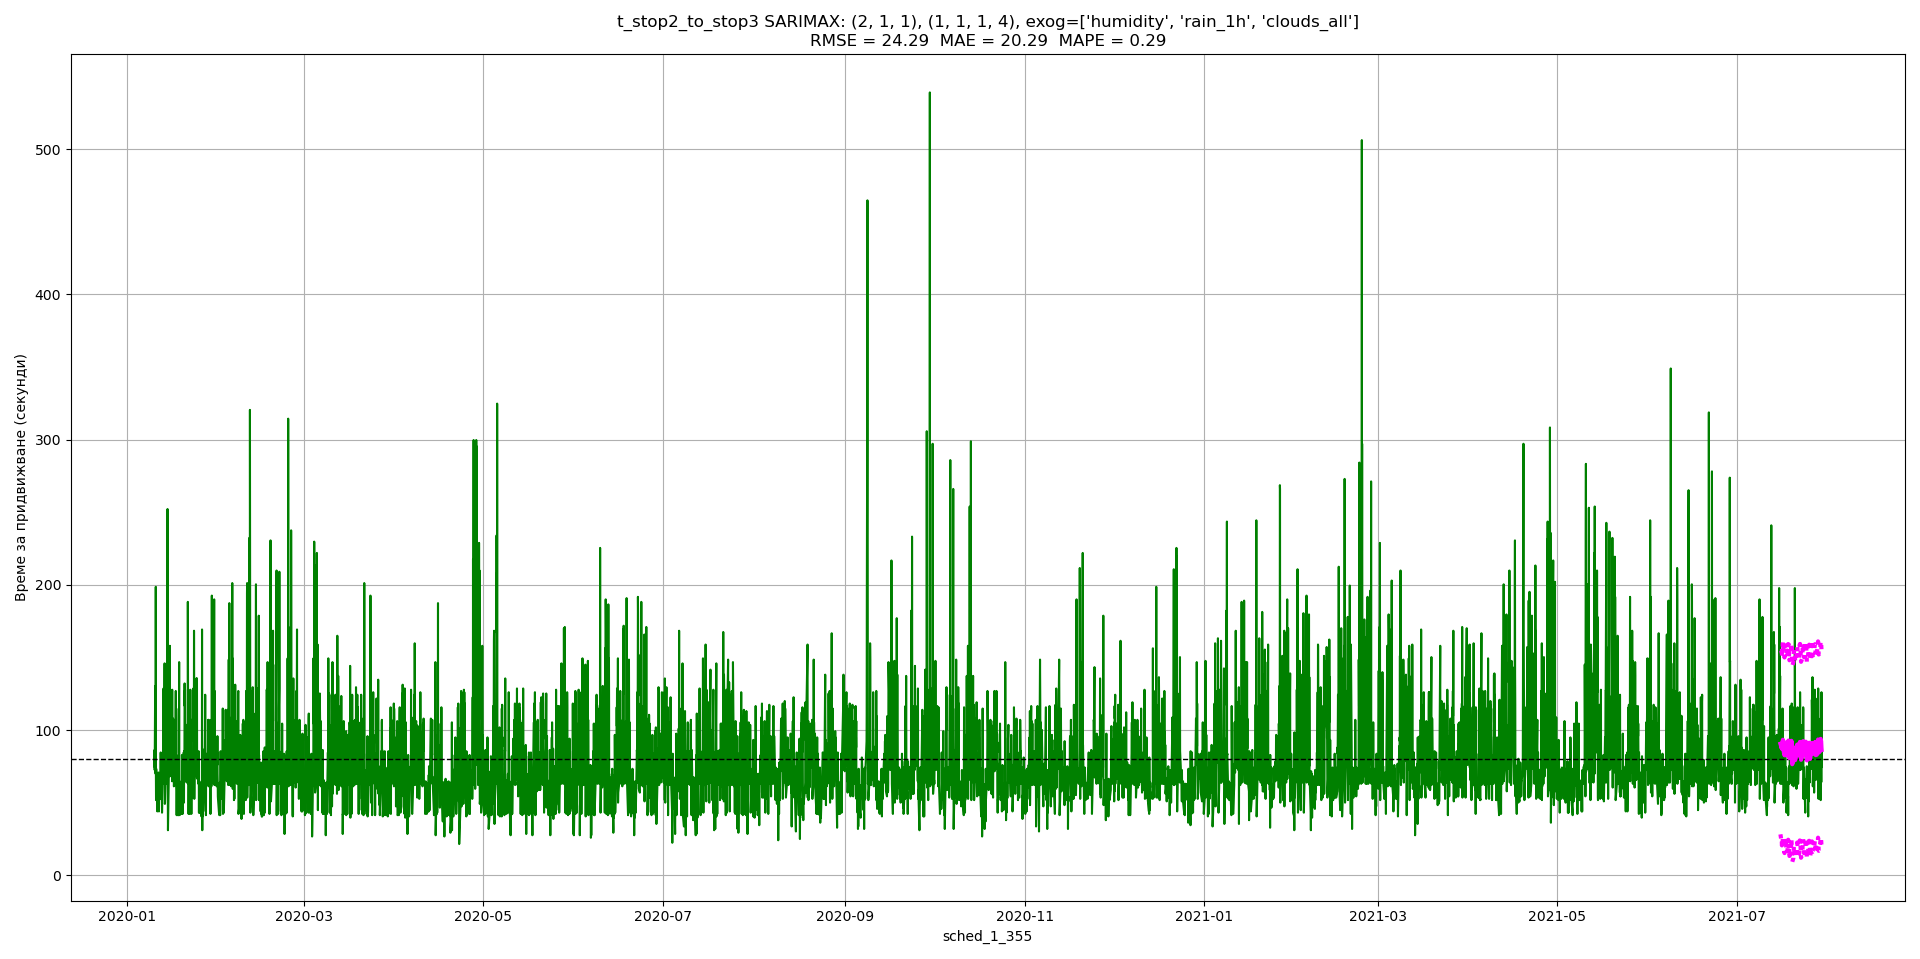 t_stop2_to_stop3 SARIMAX: (2, 1, 1), (1, 1, 1, 4), exog=['humidity', 'rain_1h', 'clouds_all']
RMSE = 24.29 MAE = 20.29 MAPE = 0.29
Време за придвижване (секунди)
500
400
300
200
100
0
2020-01 2020-03 2020-05 2020-07 2020-09 2020-11 2021-01 2021-03 2021-05 2021-07
sched_1_355